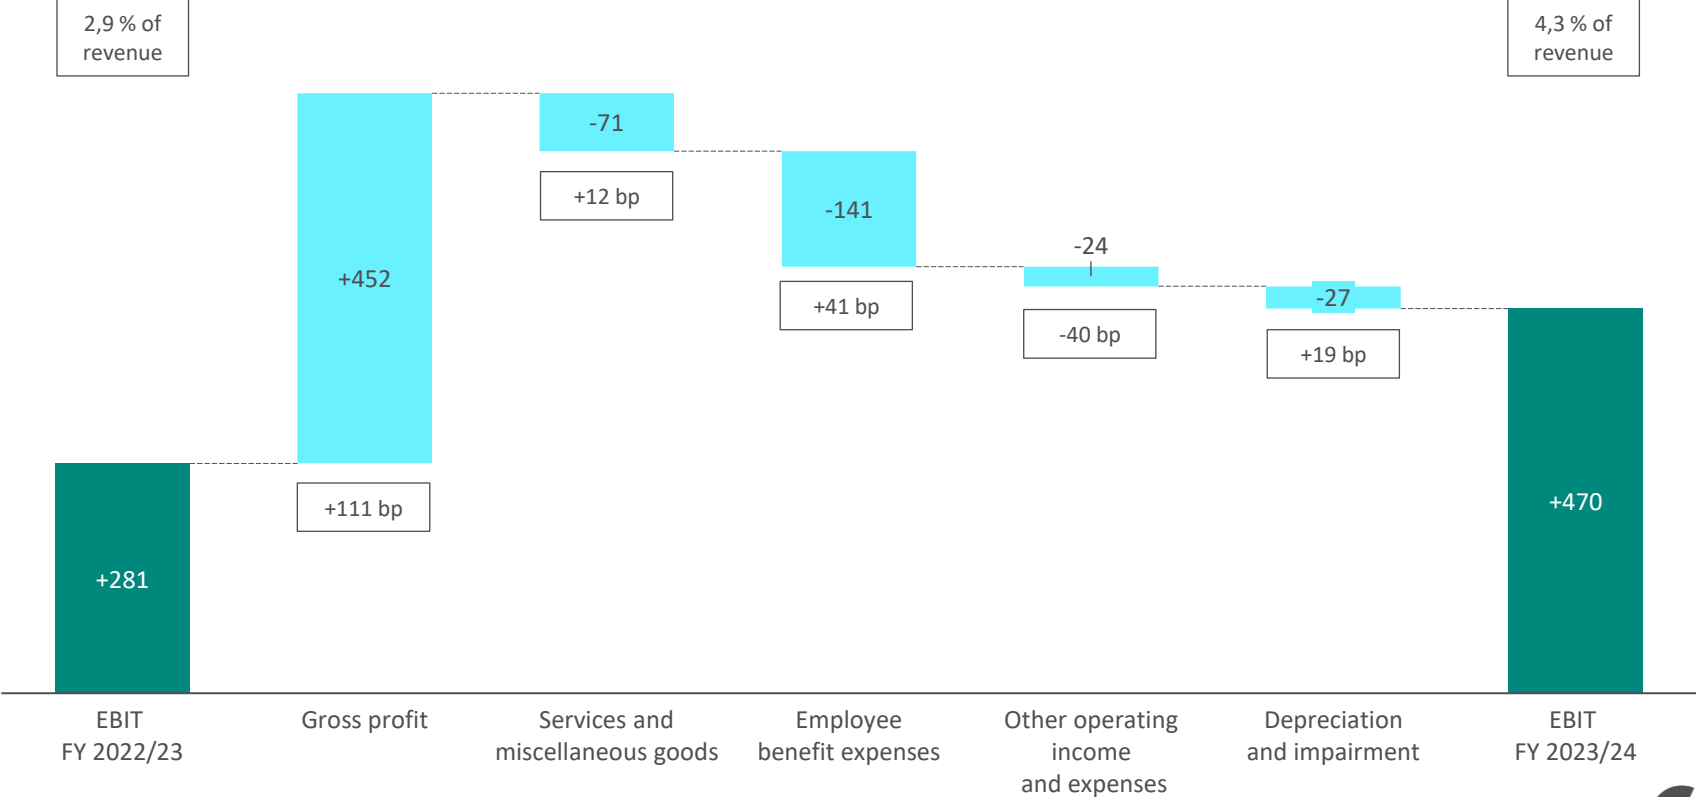 2,9 % of
revenue
4,3 % of
revenue
-71
+12 bp
-141
+41 bp
-24
-40 bp
-27
+19 bp
+452
+111 bp
+281
+470
EBIT
FY 2022/23
Gross profit
Services and
miscellaneous goods
Employee
benefit expenses
Other operating
income
and expenses
Depreciation
and impairment
EBIT
FY 2023/24